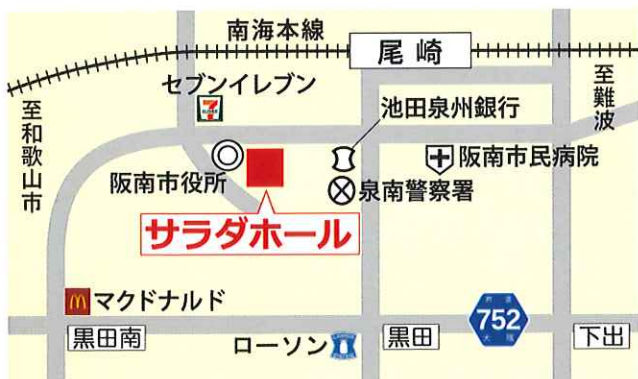 南海本線
尾崎
至難波
セブンイレブン
池田泉州銀行
至和歌山市
阪南市役所
阪南市民病院
泉南警察署
サラダホール
マクドナルド
752
黒田南
ローソン
黒田
下出